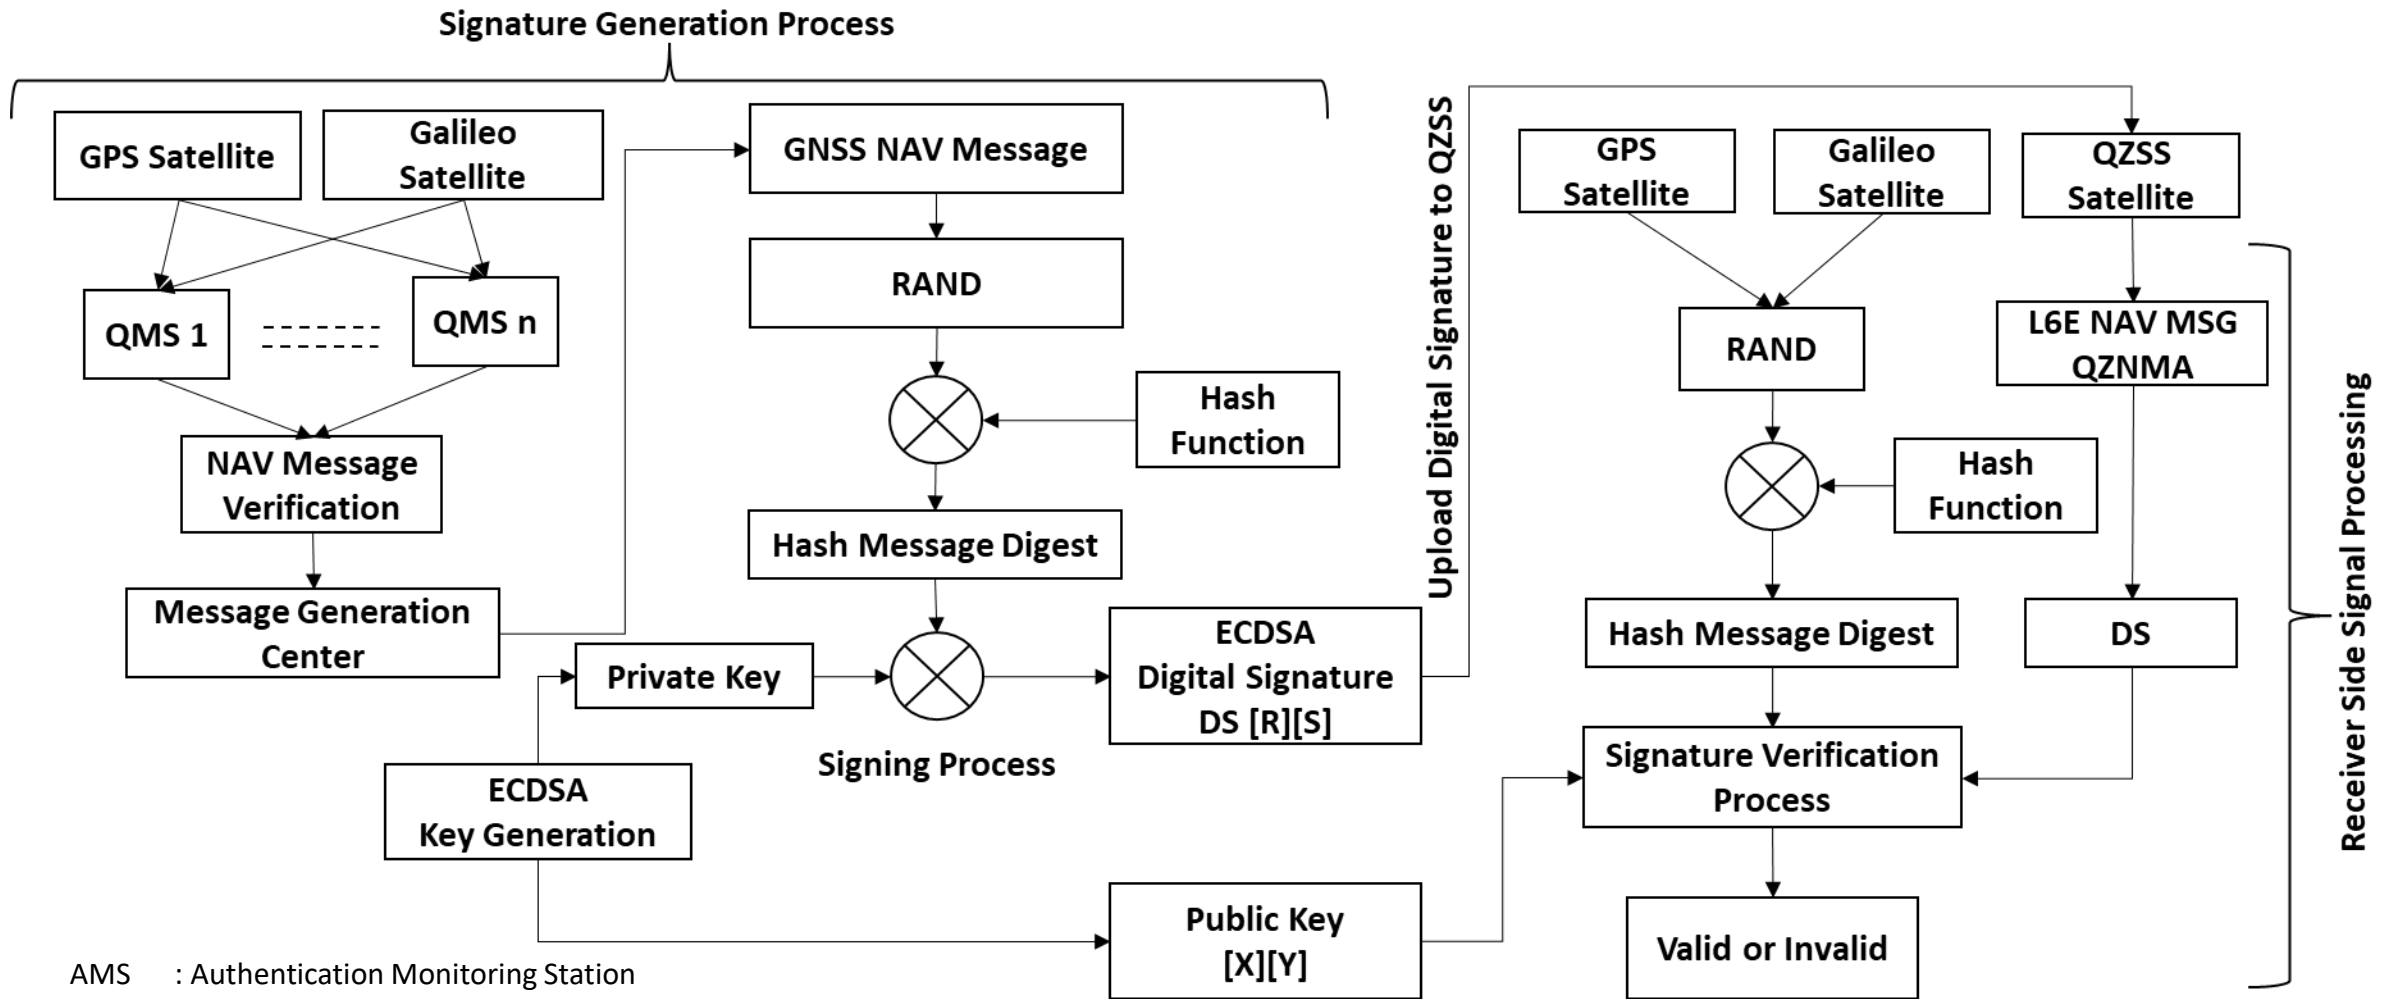 Signature Generation Process
GPS Satellite
Galileo
Satellite
QMS 1
QMS n
NAV Message
Verification
Message Generation
Center
GNSS NAV Message
RAND
Hash
Function
Hash Message Digest
Private Key
Signing Process
ECDSA
Key Generation
ECDSA
Digital Signature
DS [R][S]
Public Key
[X][Y]
Upload Digital Signature to QZSS
GPS
Satellite
Galileo
Satellite
QZSS
Satellite
RAND
L6E NAV MSG
QZNMA
Hash
Function
Hash Message Digest
DS
Signature Verification
Process
Valid or Invalid
Receiver Side Signal Processing
AMS : Authentication Monitoring Station